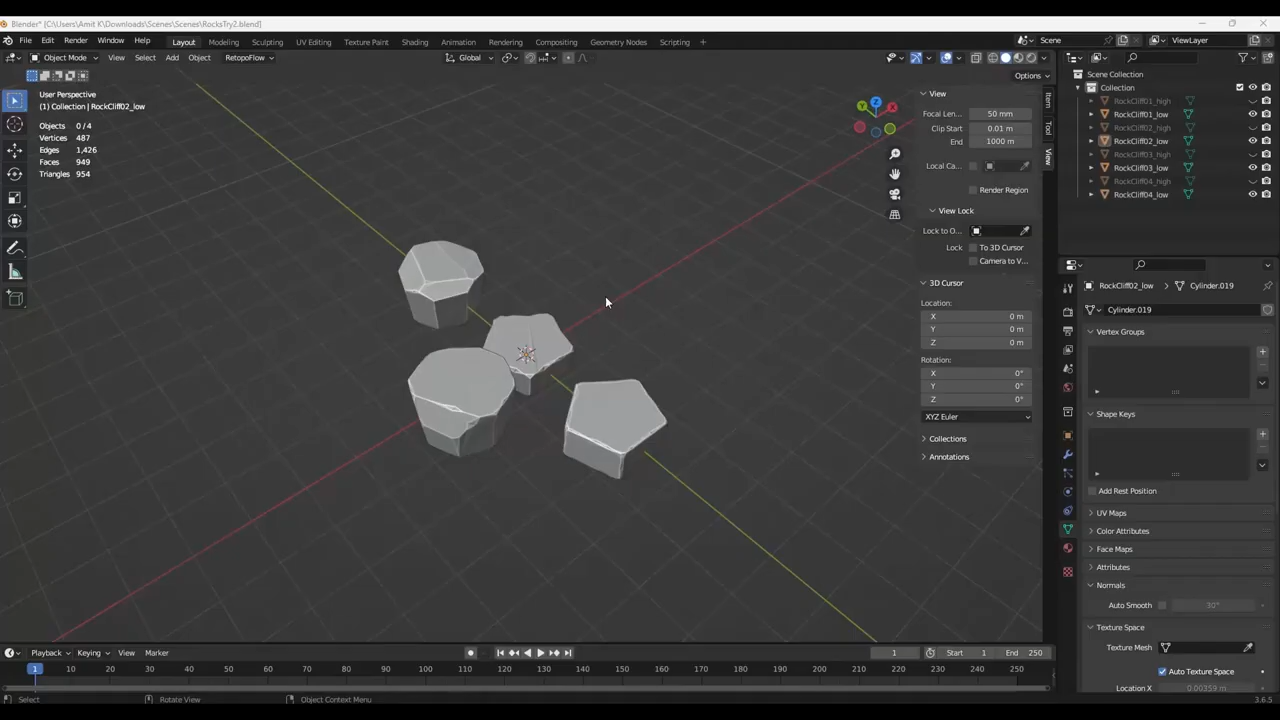 Blender* [C:\Users\Amit K\Downloads\Scenes\Scenes\RocksTry2.blend]
File Edit Render Window Help Layout Modeling Sculpting UV Editing Texture Paint Shading Animation Rendering Compositing Geometry Nodes Scripting + Scene ViewLayer
Object Mode View Select Add Object RetopoFlow Global
Options
User Perspective
(1) Collection | RockCliff02_low
Objects 0 / 4
Vertices 487
Edges 1,426
Faces 949
Triangles 954
Z
Y
X
View
Focal Len... 50 mm
Clip Start 0.01 m
End 1000 m
Local Ca...
Render Region
View Lock
Lock to O...
Lock To 3D Cursor
Camera to V...
3D Cursor
Location:
X 0 m
Y 0 m
Z 0 m
Rotation:
X 0°
Y 0°
Z 0°
XYZ Euler
Collections
Annotations
Item
Tool
View
Scene Collection
Collection
RockCliff01_high
RockCliff01_low
RockCliff02_high
RockCliff02_low
RockCliff03_low
RockCliff03_high
RockCliff04_high
RockCliff04_low
RockCliff02_low > Cylinder.019
Cylinder.019
Vertex Groups
Shape Keys
Add Rest Position
UV Maps
Color Attributes
Face Maps
Attributes
Normals
Auto Smooth 30°
Texture Space
Texture Mesh
Auto Texture Space
Location X 0.00359 m
Playback Keying View Marker 1 Start 1 End 250
1 10 20 30 40 50 60 70 80 90 100 110 120 130 140 150 160 170 180 190 200 210 220 230 240 250
Select Rotate View Object Context Menu 3.6.5